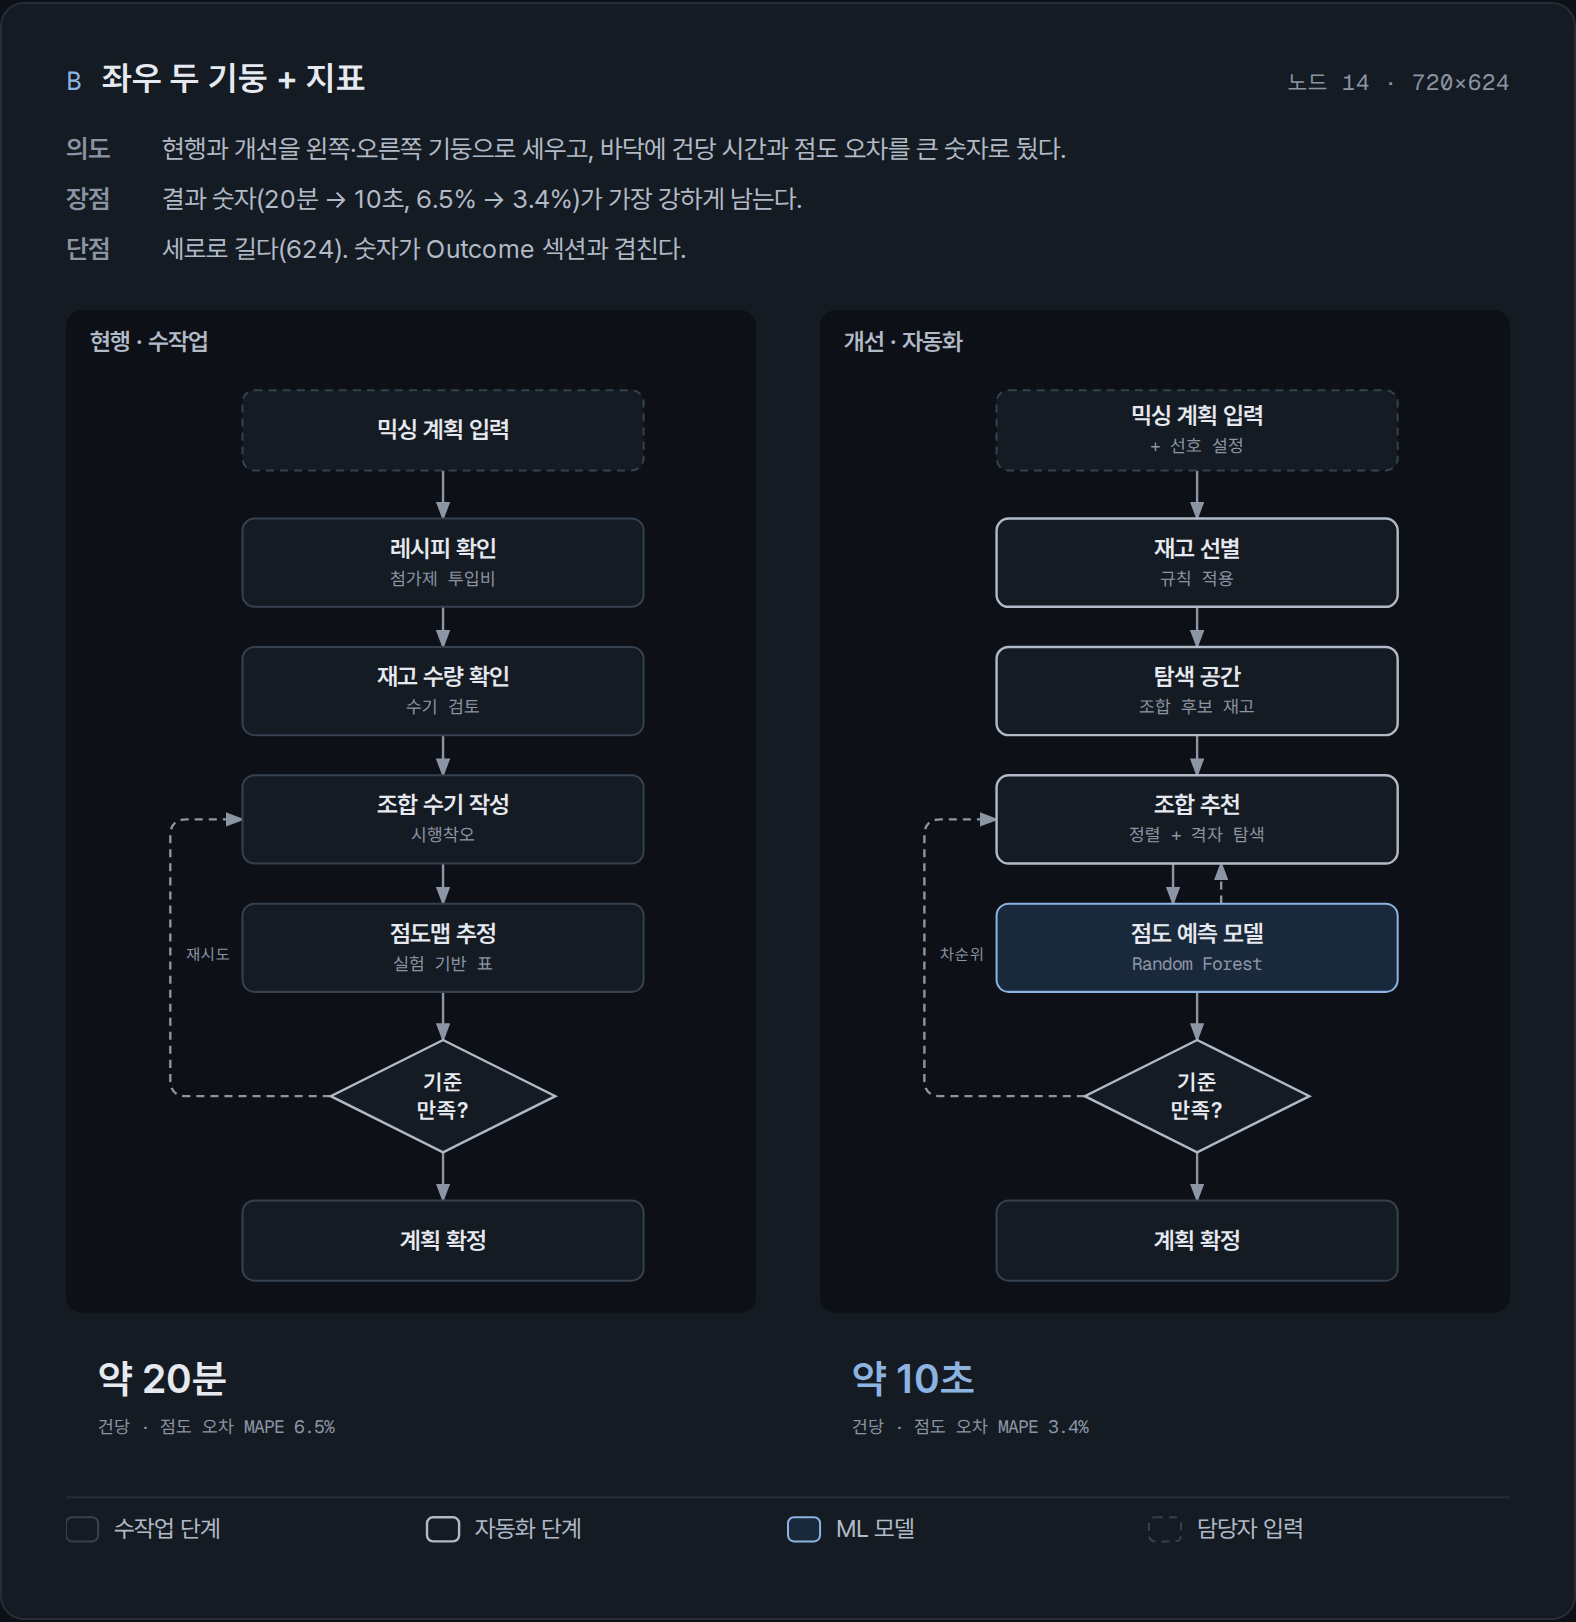 B 좌우 두 기둥 + 지표
노드 14 · 720×624
의도 현행과 개선을 왼쪽·오른쪽 기둥으로 세우고, 바닥에 건당 시간과 점도 오차를 큰 숫자로 뒀다.
장점 결과 숫자(20분 → 10초, 6.5% → 3.4%)가 가장 강하게 남는다.
단점 세로로 길다(624). 숫자가 Outcome 섹션과 겹친다.
현행 · 수작업
믹싱 계획 입력
레시피 확인
첨가제 투입비
재고 수량 확인
수기 검토
조합 수기 작성
시행착오
점도맵 추정
실험 기반 표
재시도
기준
만족?
계획 확정
개선 · 자동화
믹싱 계획 입력
+ 선호 설정
재고 선별
규칙 적용
탐색 공간
조합 후보 재고
조합 추천
정렬 + 격자 탐색
점도 예측 모델
Random Forest
차순위
기준
만족?
계획 확정
약 20분
건당 · 점도 오차 MAPE 6.5%
약 10초
건당 · 점도 오차 MAPE 3.4%
수작업 단계
자동화 단계
ML 모델
담당자 입력